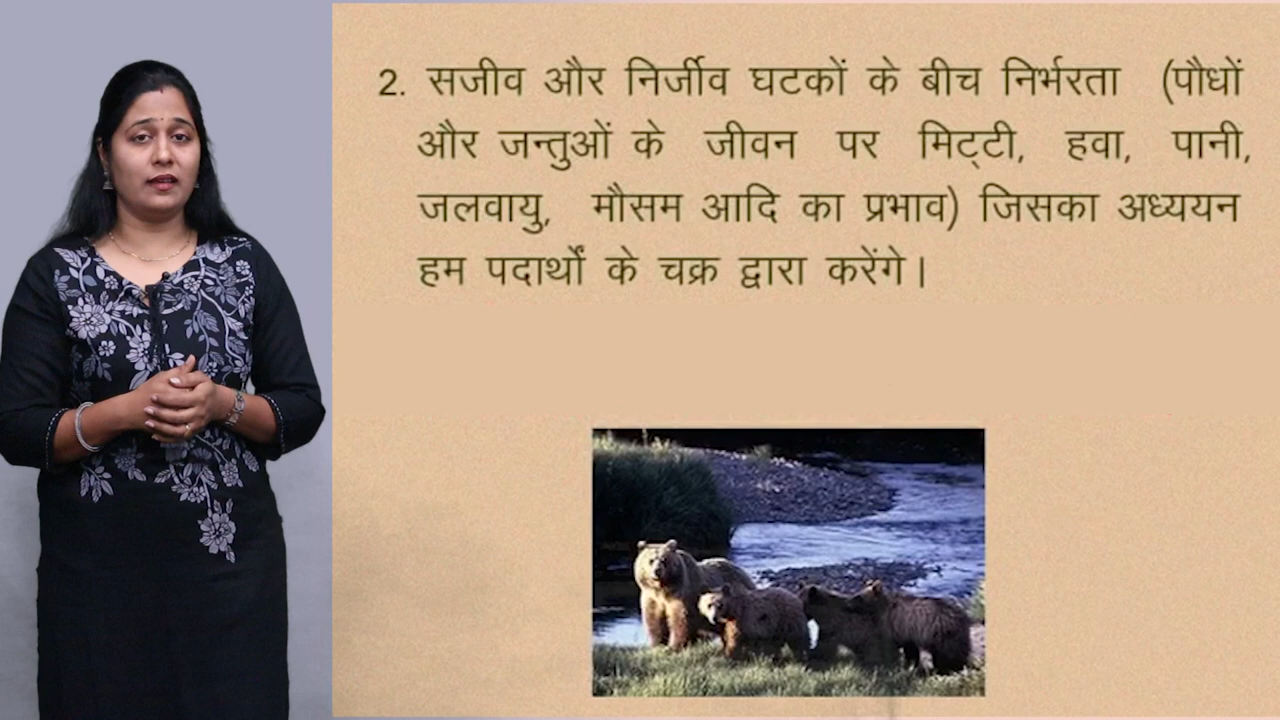 2. सजीव और निर्जीव घटकों के बीच निर्भरता (पौधों
और जन्तुओं के जीवन पर मिट्टी, हवा, पानी,
जलवायु, मौसम आदि का प्रभाव) जिसका अध्ययन
हम पदार्थों के चक्र द्वारा करेंगे।